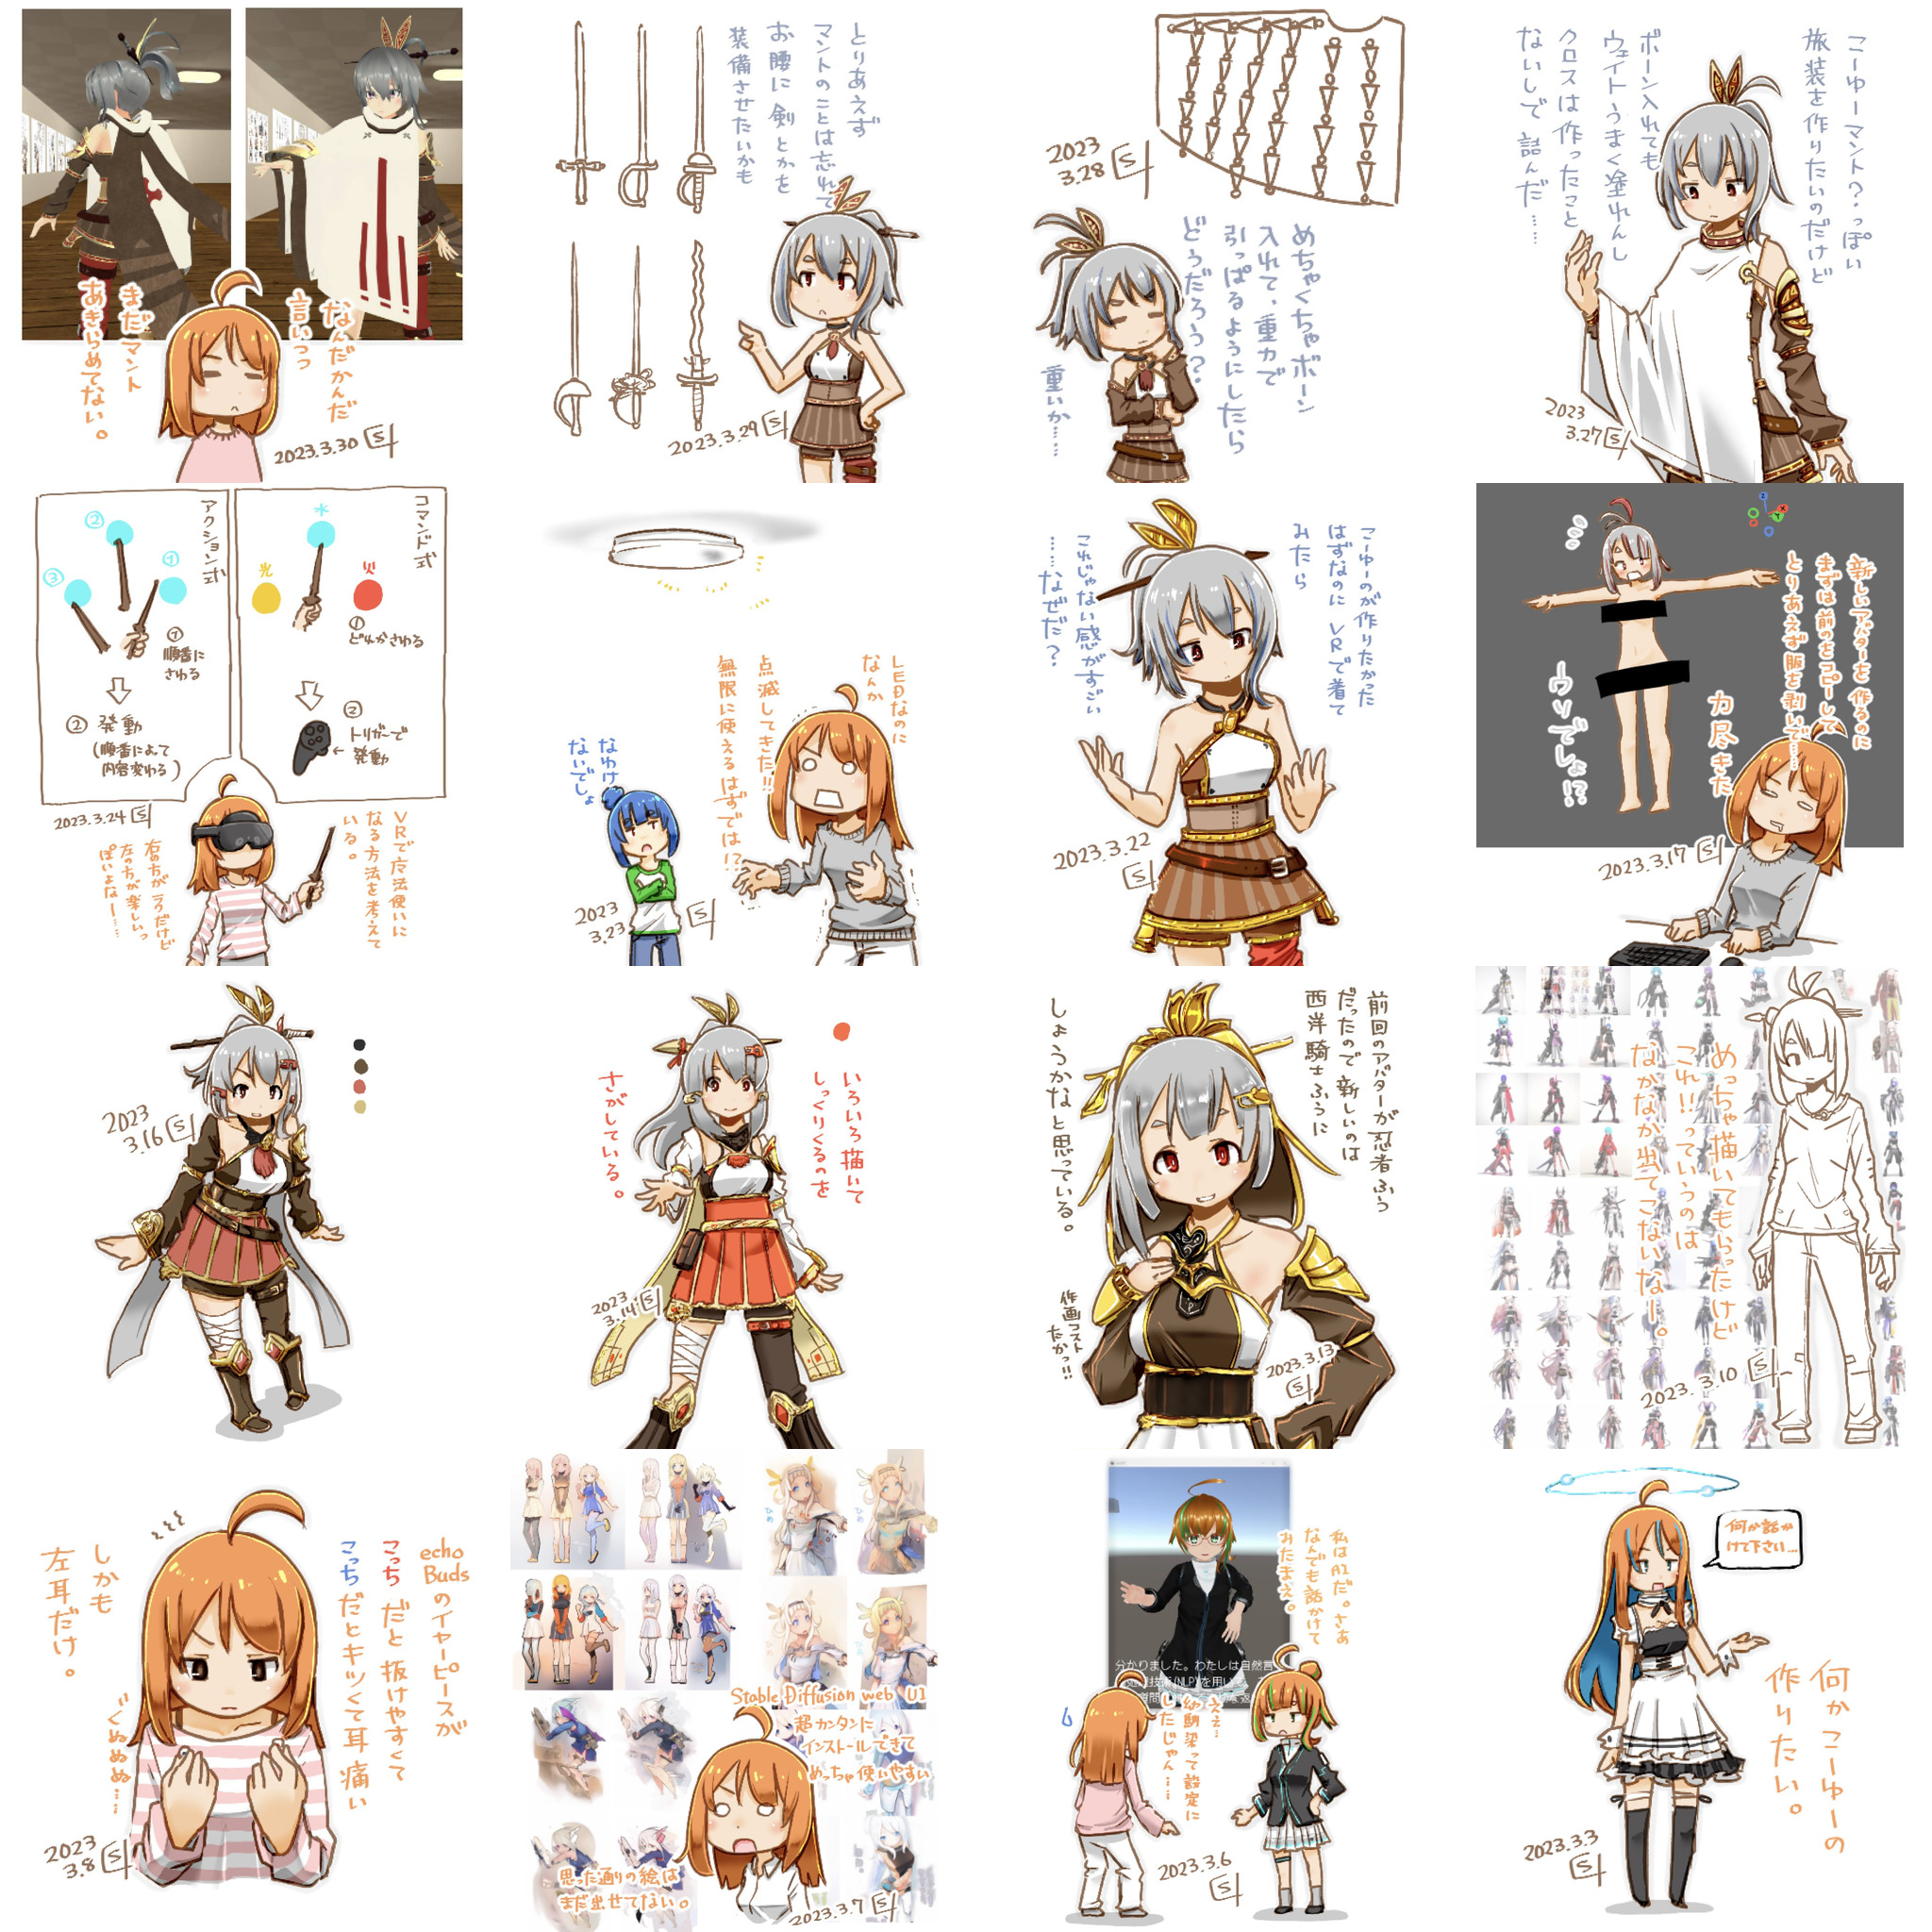 なんだかんだ
言いつつ
まだマント
あきらめてない。
2023.3.30
とりあえず
マントのことは忘れて
お腰に剣とかを
装備させたいかも
2023.3.29
2023
3.28
めちゃくちゃボーン
入れて、重力で
引っぱるようにしたら
どうだろう?
重いか……
こーゆーマント?っぽい
旅装を作りたいのだけど
ボーン入れても
ウェイトうまく塗れんし
クロスは作ったこと
ないしで詰んだ……
2023
3.27
アクション式
②
①
③
①
順番に
さわる
② 発動
(順番によって
内容変わる)
コマンド式
水
光
火
①
どれかさわる
②
トリガーで
発動
2023.3.24
VRで魔法使いに
なる方法を考えて
いる。
右の方がラクだけど
左の方が楽しいっ
ぽいよなー……
LEDなのに
なんか
点滅してきた!!
無限に使えるはずでは!?
なわけ
ないでしょ
2023
3.23
こーゆーのが作りたかった
はずなのにVRで着て
みたら
これじゃない感がすごい
……なぜだ?
2023.3.22
新しいアバターを作るのに
まずは前のをコピーして
とりあえず服を剥いで…
力尽きた
ウソでしょ!?
2023.3.17
2023
3.16
いろいろ描いて
しっくりくるのを
さがしている。
2023
3.14
前回のアバターが忍者ふう
だったので新しいのは
西洋騎士ふうに
しようかなと思っている。
作画コスト
たかっ!!
2023.3.13
めっちゃ描いてもらったけど
これ!!っていうのは
なかなか出てこないなー。
2023.3.10
echo
Budsのイヤーピースが
こっちだと抜けやすくて
こっちだとキツくて耳痛い
しかも
左耳だけ。
ぐぬぬぬ…
2023
3.8
Stable Diffusion web UI
超カンタンに
インストールできて
めっちゃ使いやすい
思った通りの絵は
まだ出せてない。
2023.3.7
私はAIだ。さあ
なんでも話かけて
みたまえ。
分かりました。わたしは自然言
技術(NLP)を用い
ええ…
幼馴染って設定に
したじゃん……
2023.3.6
何か話か
けて下さい…
何かこーゆーの
作りたい。
2023.3.3